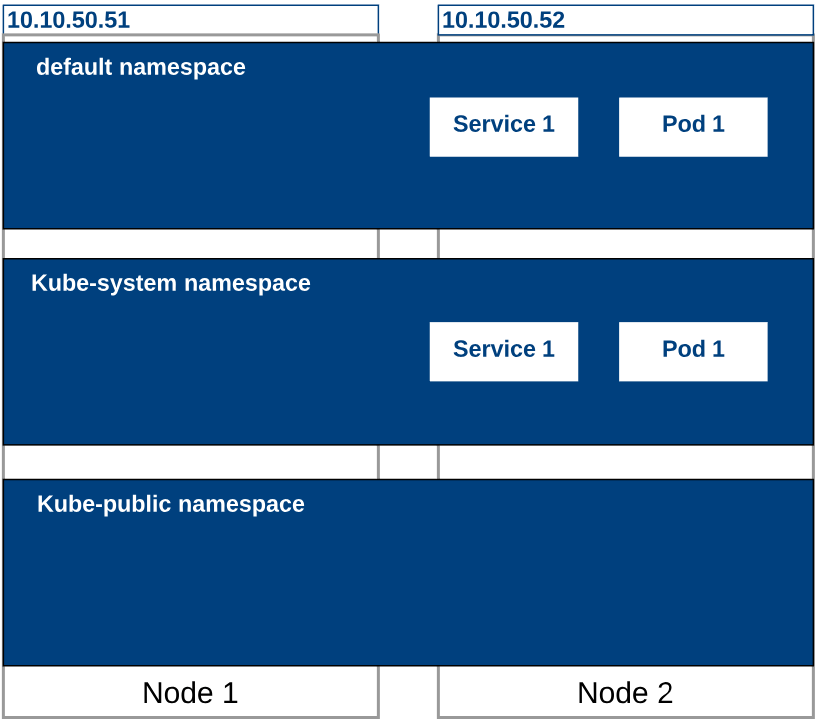 10.10.50.51
10.10.50.52
default namespace
Service 1
Pod 1
Kube-system namespace
Service 1
Pod 1
Kube-public namespace
Node 1
Node 2